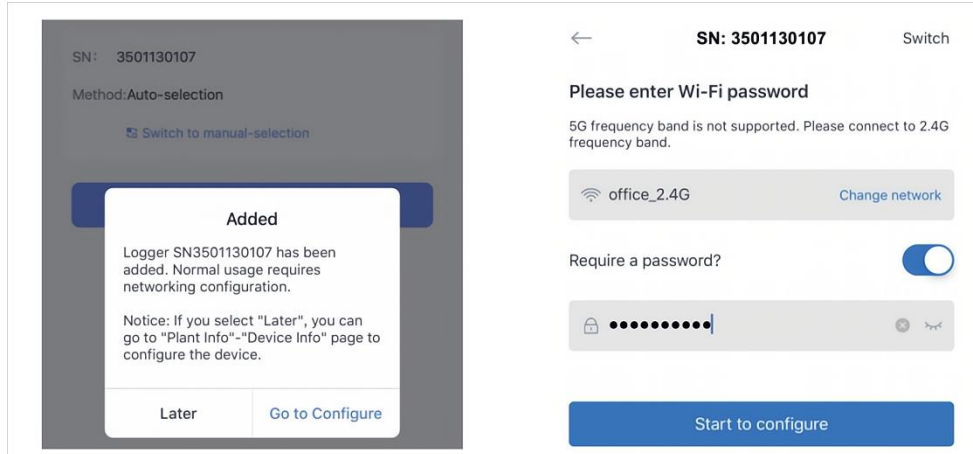 SN: 3501130107
Method:Auto-selection
Switch to manual-selection
Added
Logger SN3501130107 has been
added. Normal usage requires
networking configuration.
Notice: If you select "Later", you can
go to "Plant Info"-"Device Info" page to
configure the device.
Later Go to Configure
SN: 3501130107 Switch
Please enter Wi-Fi password
5G frequency band is not supported. Please connect to 2.4G
frequency band.
office_2.4G Change network
Require a password?
●●●●●●●●●●
Start to configure